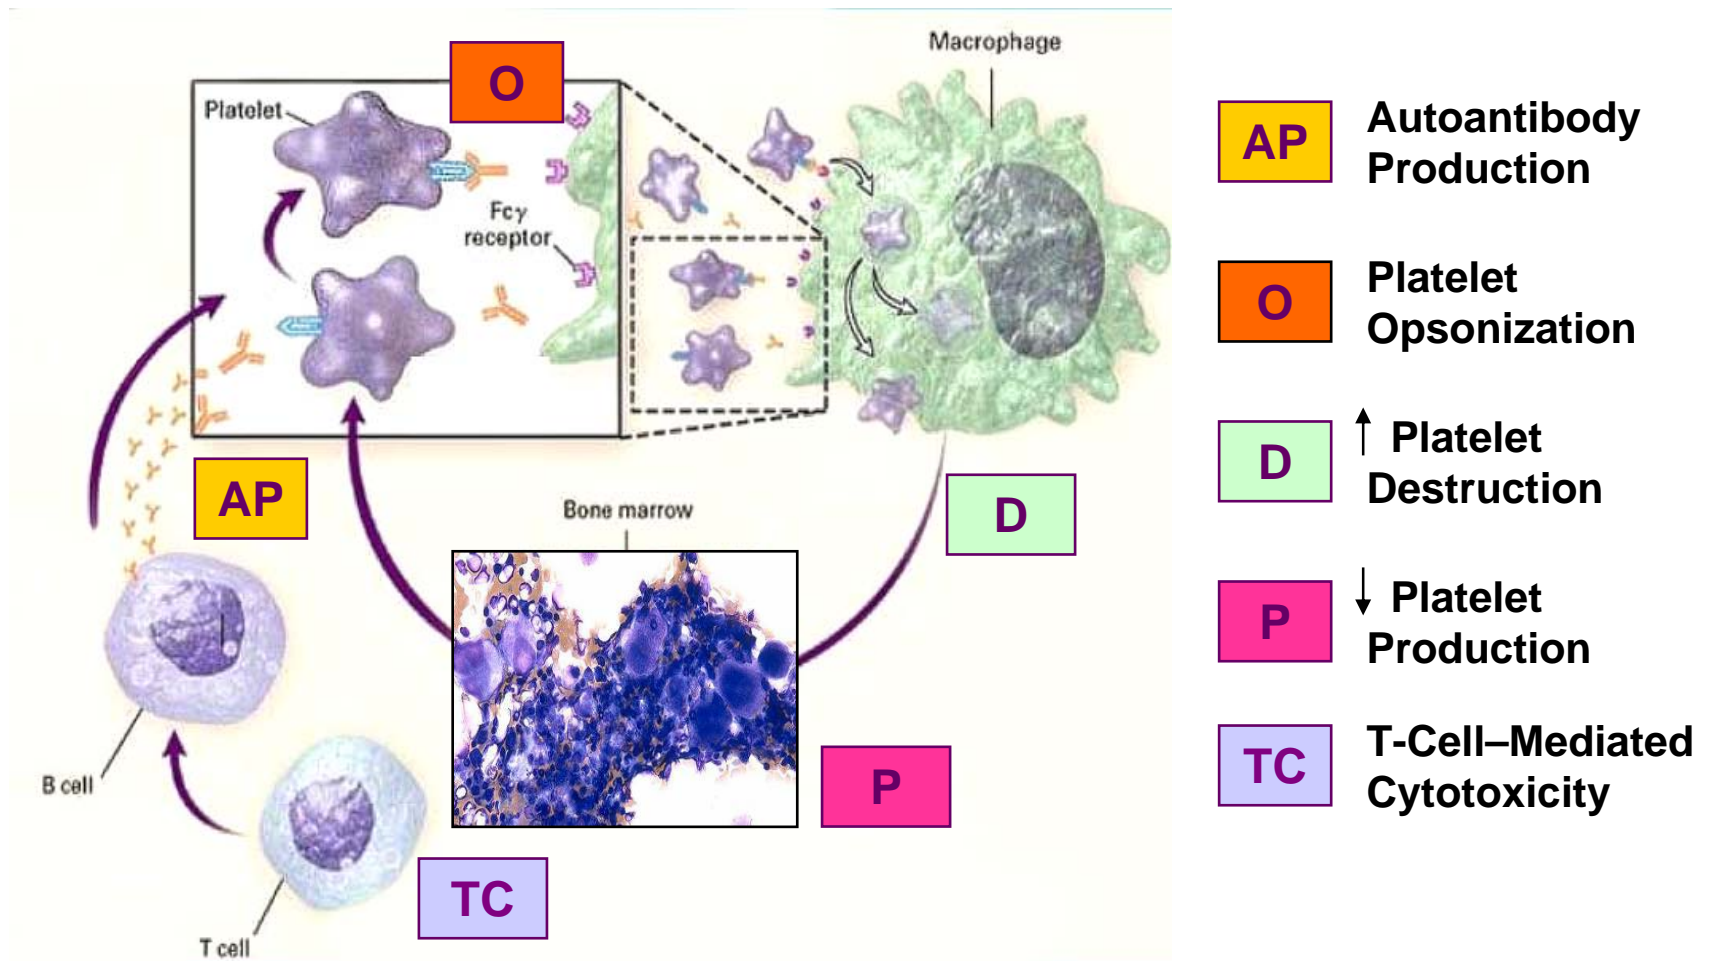 Macrophage
O
Platelet
Fcγ
receptor
AP
Bone marrow
D
B cell
P
TC
T cell
AP
Autoantibody
Production
O
Platelet
Opsonization
D
↑ Platelet
Destruction
P
↓ Platelet
Production
TC
T-Cell–Mediated
Cytotoxicity